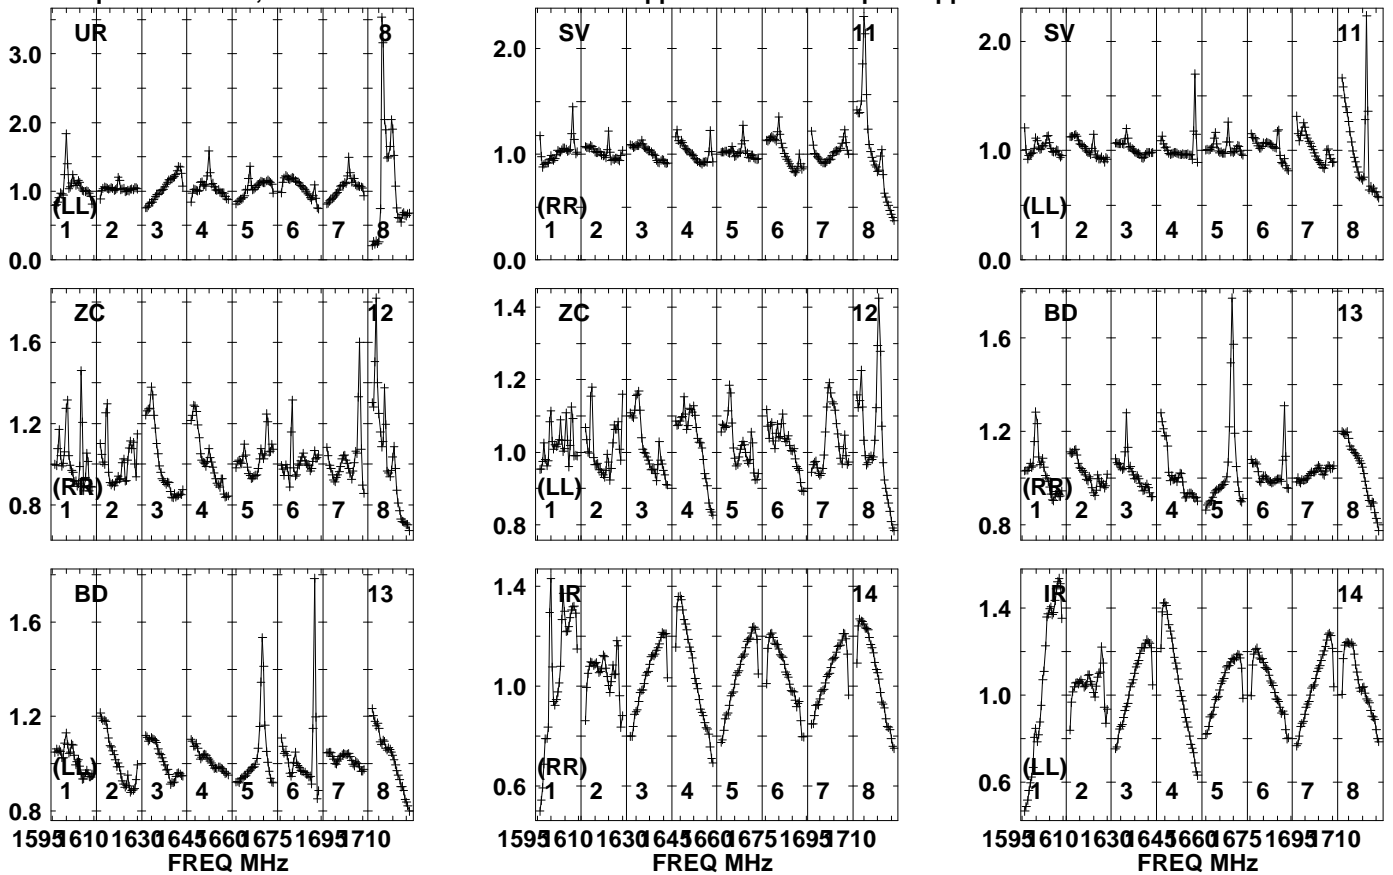 UR 8
3.0
2.0
1.0
0.0
(LL)
1 2 3 4 5 6 7 8
SV 11
2.0
1.0
0.0
(RR)
1 2 3 4 5 6 7 8
SV 11
2.0
1.0
0.0
(LL)
1 2 3 4 5 6 7 8
ZC 12
1.6
1.2
0.8
(RR)
1 2 3 4 5 6 7 8
ZC 12
1.4
1.2
1.0
0.8
(LL)
1 2 3 4 5 6 7 8
BD 13
1.6
1.2
0.8
(RR)
1 2 3 4 5 6 7 8
BD 13
1.6
1.2
0.8
(LL)
1 2 3 4 5 6 7 8
1595 1610 1630 1645 1660 1675 1695 1710
FREQ MHz
IR 14
1.4
1.0
0.6
(RR)
1 2 3 4 5 6 7 8
1595 1610 1630 1645 1660 1675 1695 1710
FREQ MHz
IR 14
1.4
1.0
0.6
(LL)
1 2 3 4 5 6 7 8
1595 1610 1630 1645 1660 1675 1695 1710
FREQ MHz